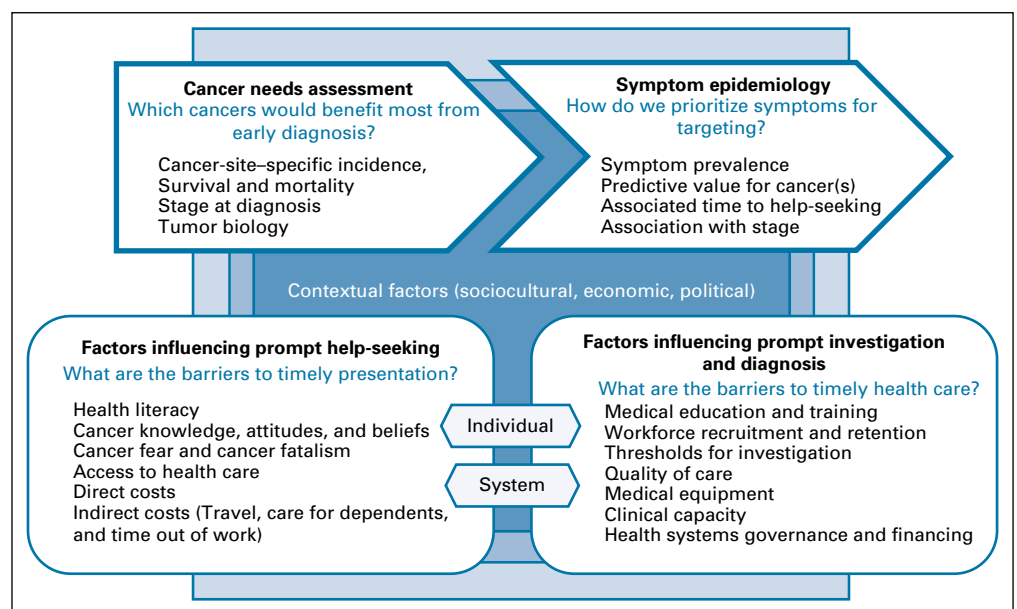 Cancer needs assessment
Which cancers would benefit most from
early diagnosis?
Cancer-site–specific incidence,
Survival and mortality
Stage at diagnosis
Tumor biology
Symptom epidemiology
How do we prioritize symptoms for
targeting?
Symptom prevalence
Predictive value for cancer(s)
Associated time to help-seeking
Association with stage
Contextual factors (sociocultural, economic, political)
Factors influencing prompt help-seeking
What are the barriers to timely presentation?
Health literacy
Cancer knowledge, attitudes, and beliefs
Cancer fear and cancer fatalism
Access to health care
Direct costs
Indirect costs (Travel, care for dependents,
and time out of work)
Individual
System
Factors influencing prompt investigation
and diagnosis
What are the barriers to timely health care?
Medical education and training
Workforce recruitment and retention
Thresholds for investigation
Quality of care
Medical equipment
Clinical capacity
Health systems governance and financing